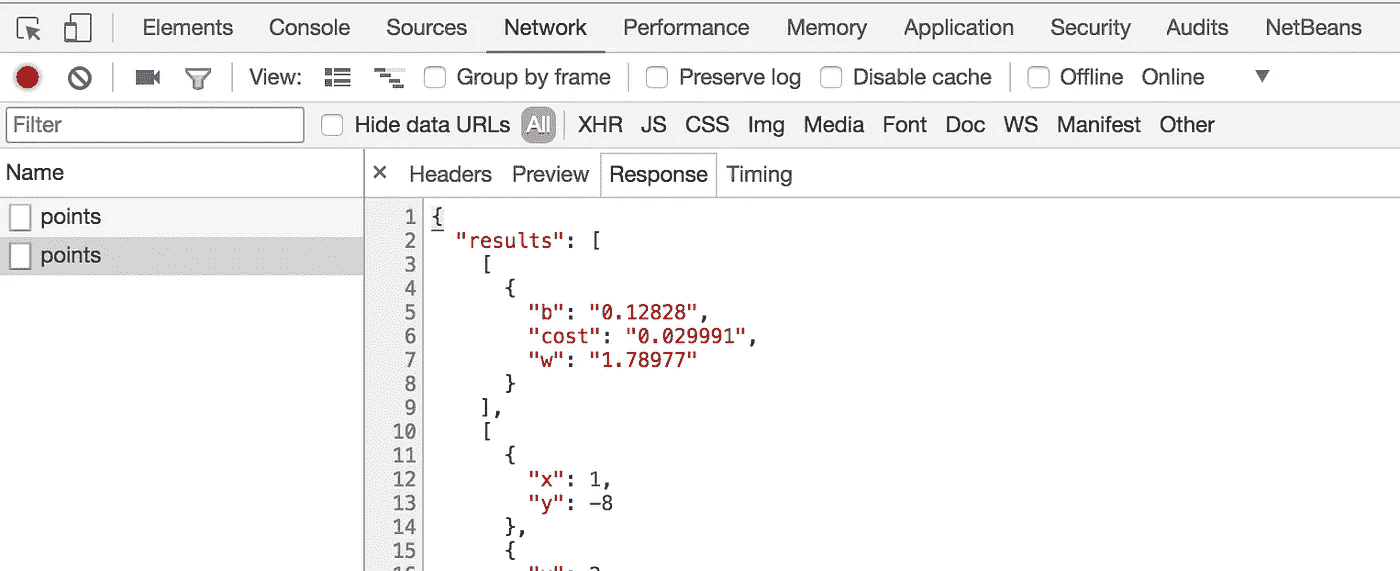 Elements Console Sources Network Performance Memory Application Security Audits NetBeans
View: Group by frame Preserve log Disable cache Offline Online
Filter Hide data URLs All XHR JS CSS Img Media Font Doc WS Manifest Other
Name
points
points
× Headers Preview Response Timing
1 {
2 "results": [
3 [
4 {
5 "b": "0.12828",
6 "cost": "0.029991",
7 "w": "1.78977"
8 }
9 ],
10 [
11 {
12 "x": 1,
13 "y": -8
14 },
15 {